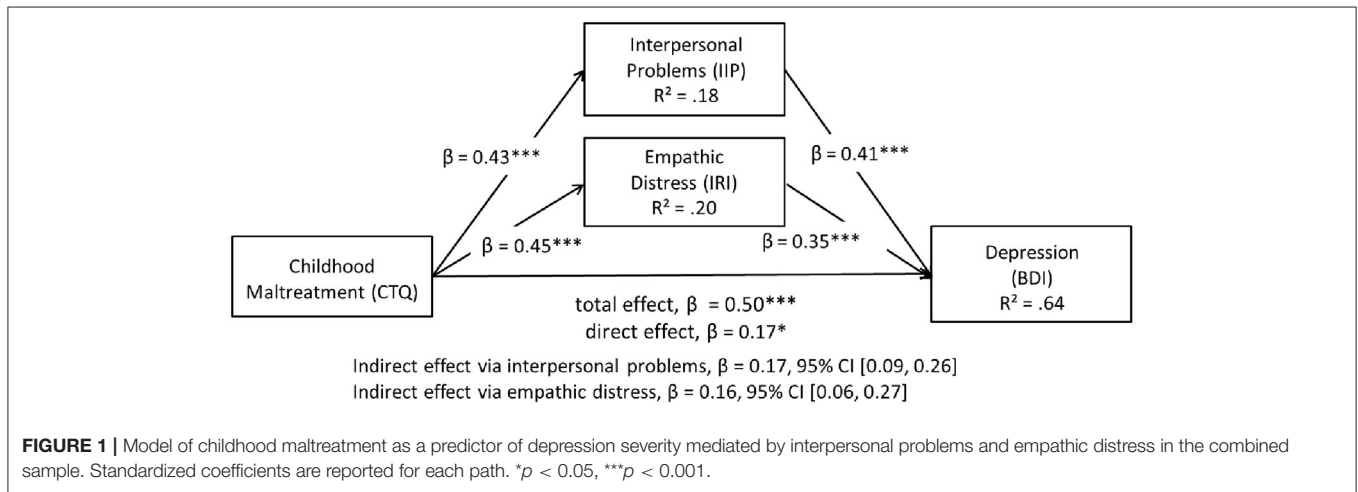 Interpersonal
Problems (IIP)
R² = .18
β = 0.43***
β = 0.41***
Empathic
Distress (IRI)
R² = .20
β = 0.45***
β = 0.35***
Childhood
Maltreatment (CTQ)
Depression
(BDI)
R² = .64
total effect, β = 0.50***
direct effect, β = 0.17*
Indirect effect via interpersonal problems, β = 0.17, 95% CI [0.09, 0.26]
Indirect effect via empathic distress, β = 0.16, 95% CI [0.06, 0.27]
FIGURE 1 | Model of childhood maltreatment as a predictor of depression severity mediated by interpersonal problems and empathic distress in the combined
sample. Standardized coefficients are reported for each path. *p < 0.05, ***p < 0.001.